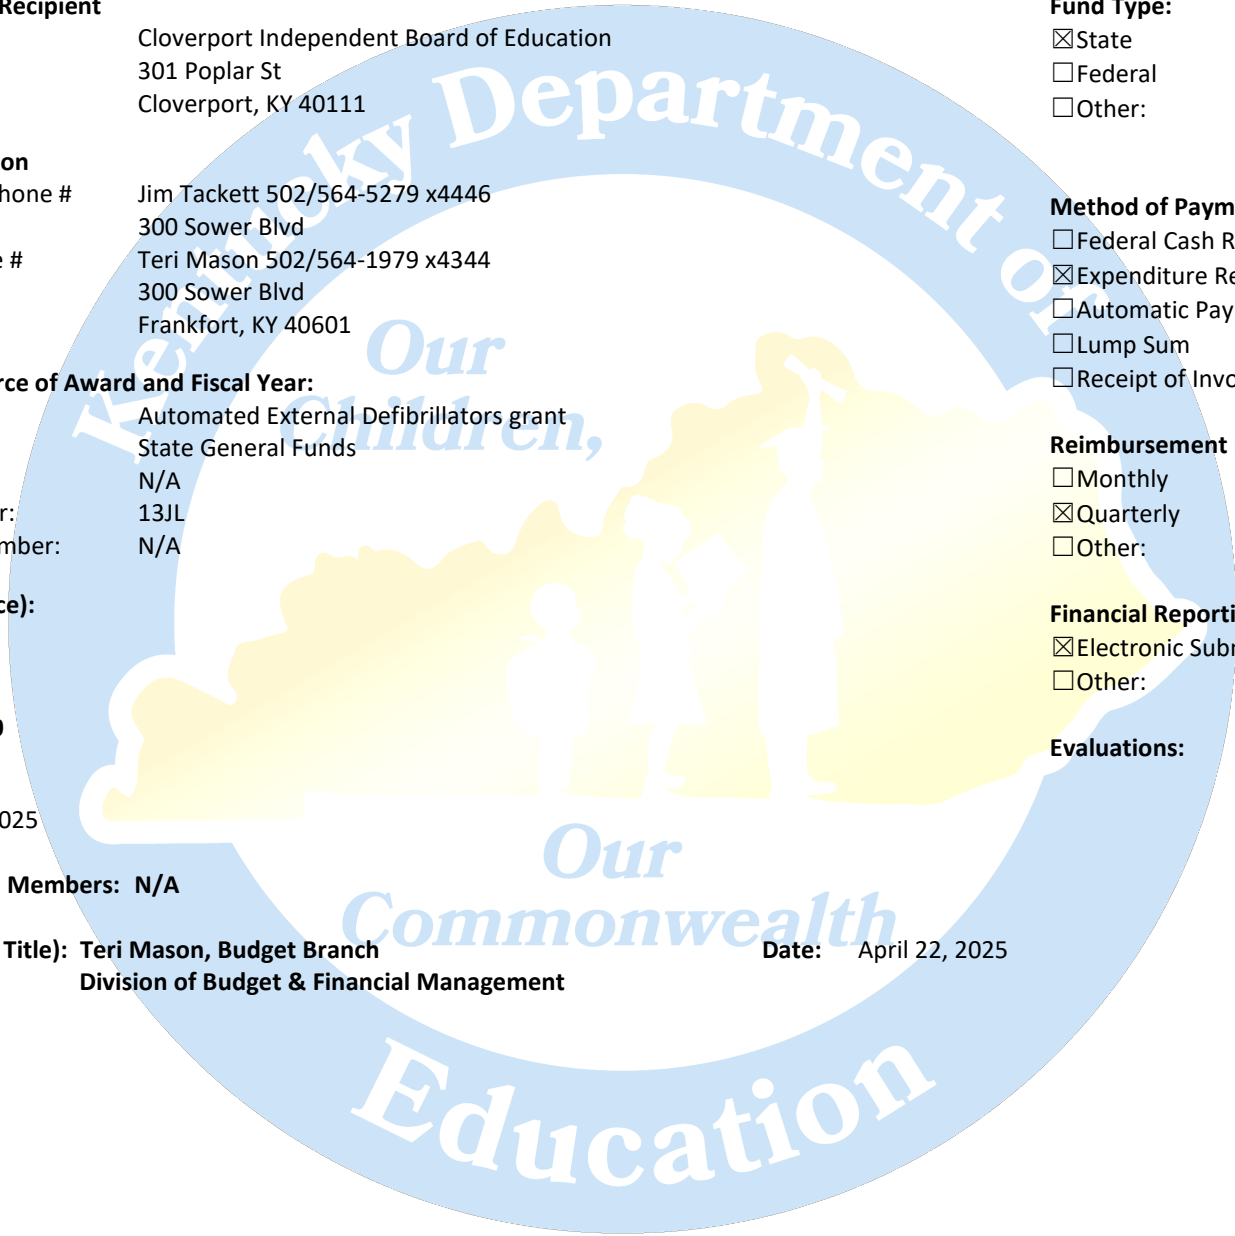 Recipient
Cloverport Independent Board of Education
301 Poplar St
Cloverport, KY 40111
on
hone # Jim Tackett 502/564-5279 x4446
300 Sower Blvd
e # Teri Mason 502/564-1979 x4344
300 Sower Blvd
Frankfort, KY 40601
rce of Award and Fiscal Year:
Automated External Defibrillators grant
State General Funds
N/A
r: 13JL
mber: N/A
ce):
025
Members: N/A
Title): Teri Mason, Budget Branch
Division of Budget & Financial Management
Date: April 22, 2025
Fund Type:
☒State
☐Federal
☐Other:
Method of Paym
☐Federal Cash R
☒Expenditure Re
☐Automatic Pay
☐Lump Sum
☐Receipt of Invo
Reimbursement
☐Monthly
☒Quarterly
☐Other:
Financial Reporti
☒Electronic Subr
☐Other:
Evaluations:
Kentucky Department of
Education
Our
Children,
Our
Commonwealth